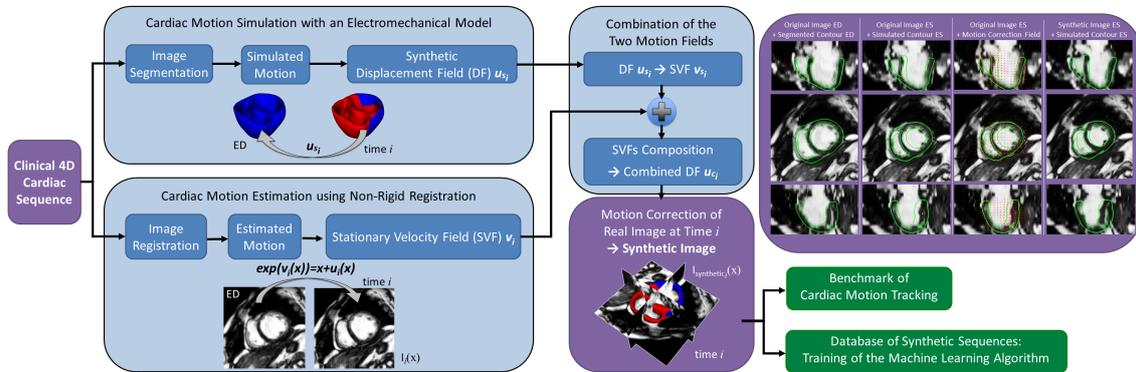 Clinical 4D
Cardiac
Sequence
Cardiac Motion Simulation with an Electromechanical Model
Image
Segmentation
Simulated
Motion
Synthetic
Displacement Field (DF) u_si
ED
u_si
time i
Cardiac Motion Estimation using Non-Rigid Registration
Image
Registration
Estimated
Motion
Stationary Velocity Field (SVF) v_i
exp(v_i(x))=x+u_i(x)
ED
time i
I_i(x)
Combination of the
Two Motion Fields
DF u_si → SVF v_si
SVFs Composition
→ Combined DF u_ci
Motion Correction of
Real Image at Time i
→ Synthetic Image
I_synthetic_i(x)
time i
Original Image ED
+ Segmented Contour ED
Original Image ES
+ Simulated Contour ES
Original Image ES
+ Motion Correction Field
Synthetic Image ES
+ Simulated Contour ES
Benchmark of
Cardiac Motion Tracking
Database of Synthetic Sequences:
Training of the Machine Learning Algorithm